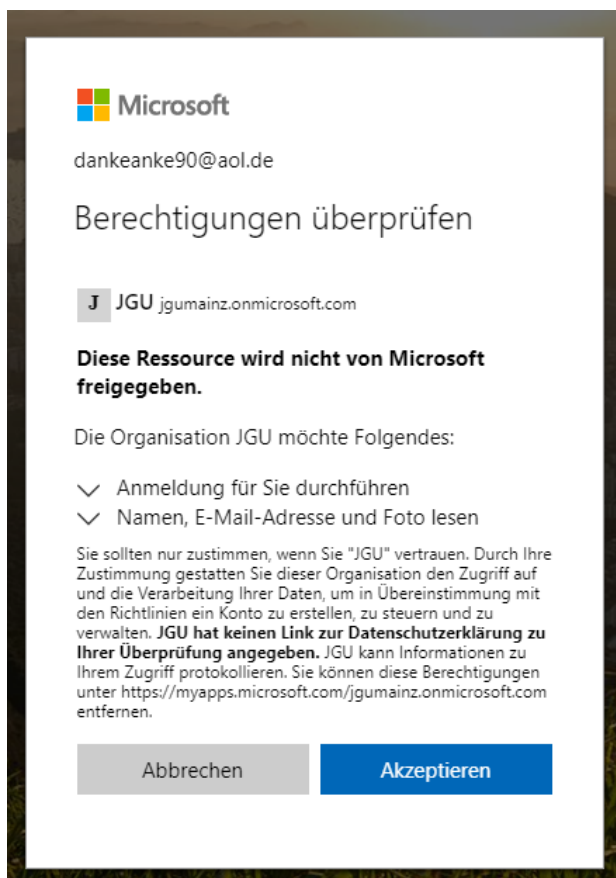 Microsoft
dankeanke90@aol.de
Berechtigungen überprüfen
J JGU jgumainz.onmicrosoft.com
Diese Ressource wird nicht von Microsoft
freigegeben.
Die Organisation JGU möchte Folgendes:
Anmeldung für Sie durchführen
Namen, E-Mail-Adresse und Foto lesen
Sie sollten nur zustimmen, wenn Sie "JGU" vertrauen. Durch Ihre
Zustimmung gestatten Sie dieser Organisation den Zugriff auf
und die Verarbeitung Ihrer Daten, um in Übereinstimmung mit
den Richtlinien ein Konto zu erstellen, zu steuern und zu
verwalten. JGU hat keinen Link zur Datenschutzerklärung zu
Ihrer Überprüfung angegeben. JGU kann Informationen zu
Ihrem Zugriff protokollieren. Sie können diese Berechtigungen
unter https://myapps.microsoft.com/jgumainz.onmicrosoft.com
entfernen.
Abbrechen
Akzeptieren